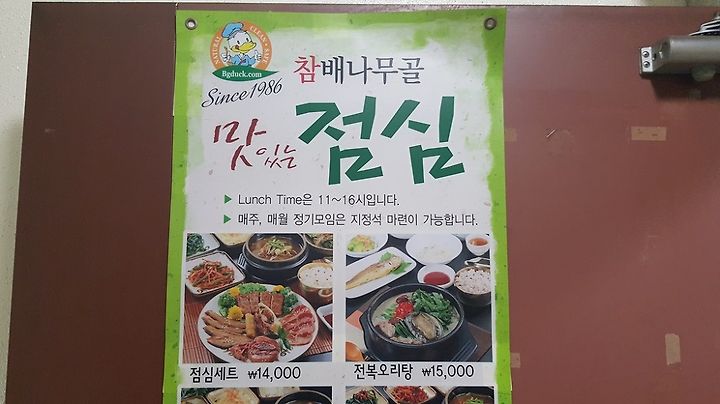 NATURAL CLEAN SAFE
Bgduck.com
Since1986
참배나무골
맛있는 점심
▶ Lunch Time은 11~16시입니다.
▶ 매주, 매월 정기모임은 지정석 마련이 가능합니다.
점심세트 ₩14,000
전복오리탕 ₩15,000